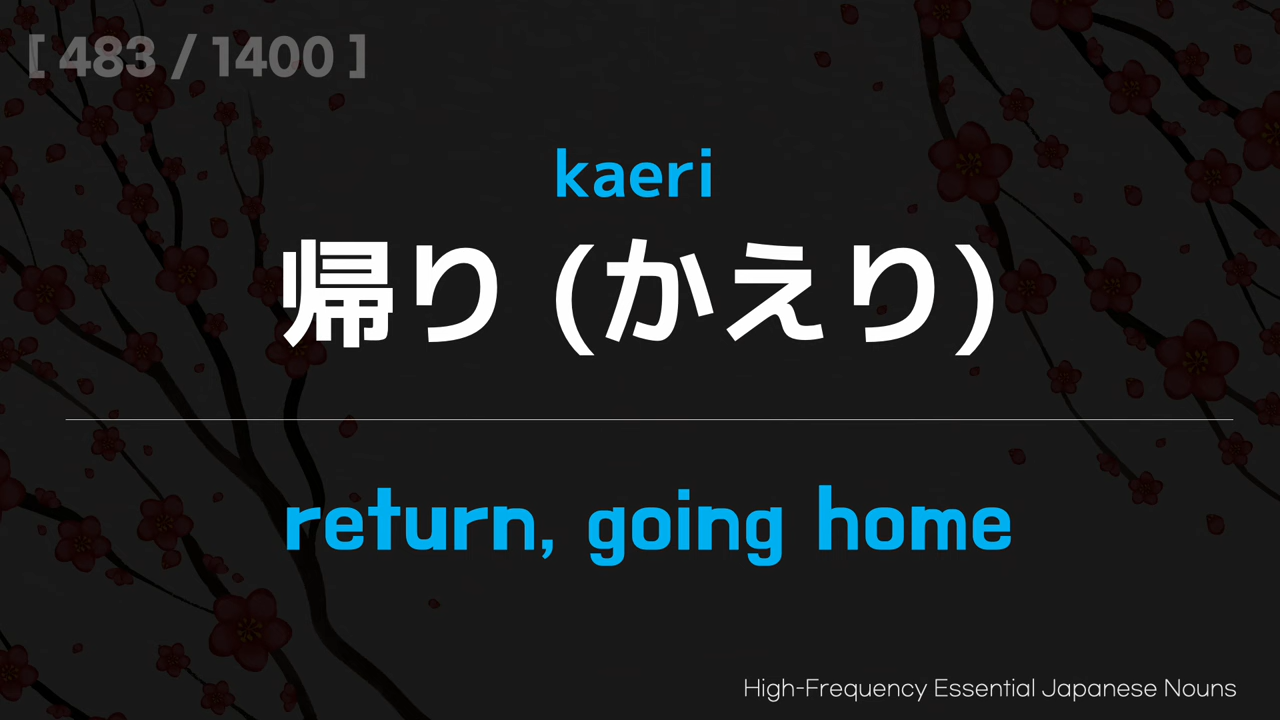 [ 483 / 1400 ]
kaeri
帰り (かえり)
return, going home
High-Frequency Essential Japanese Nouns